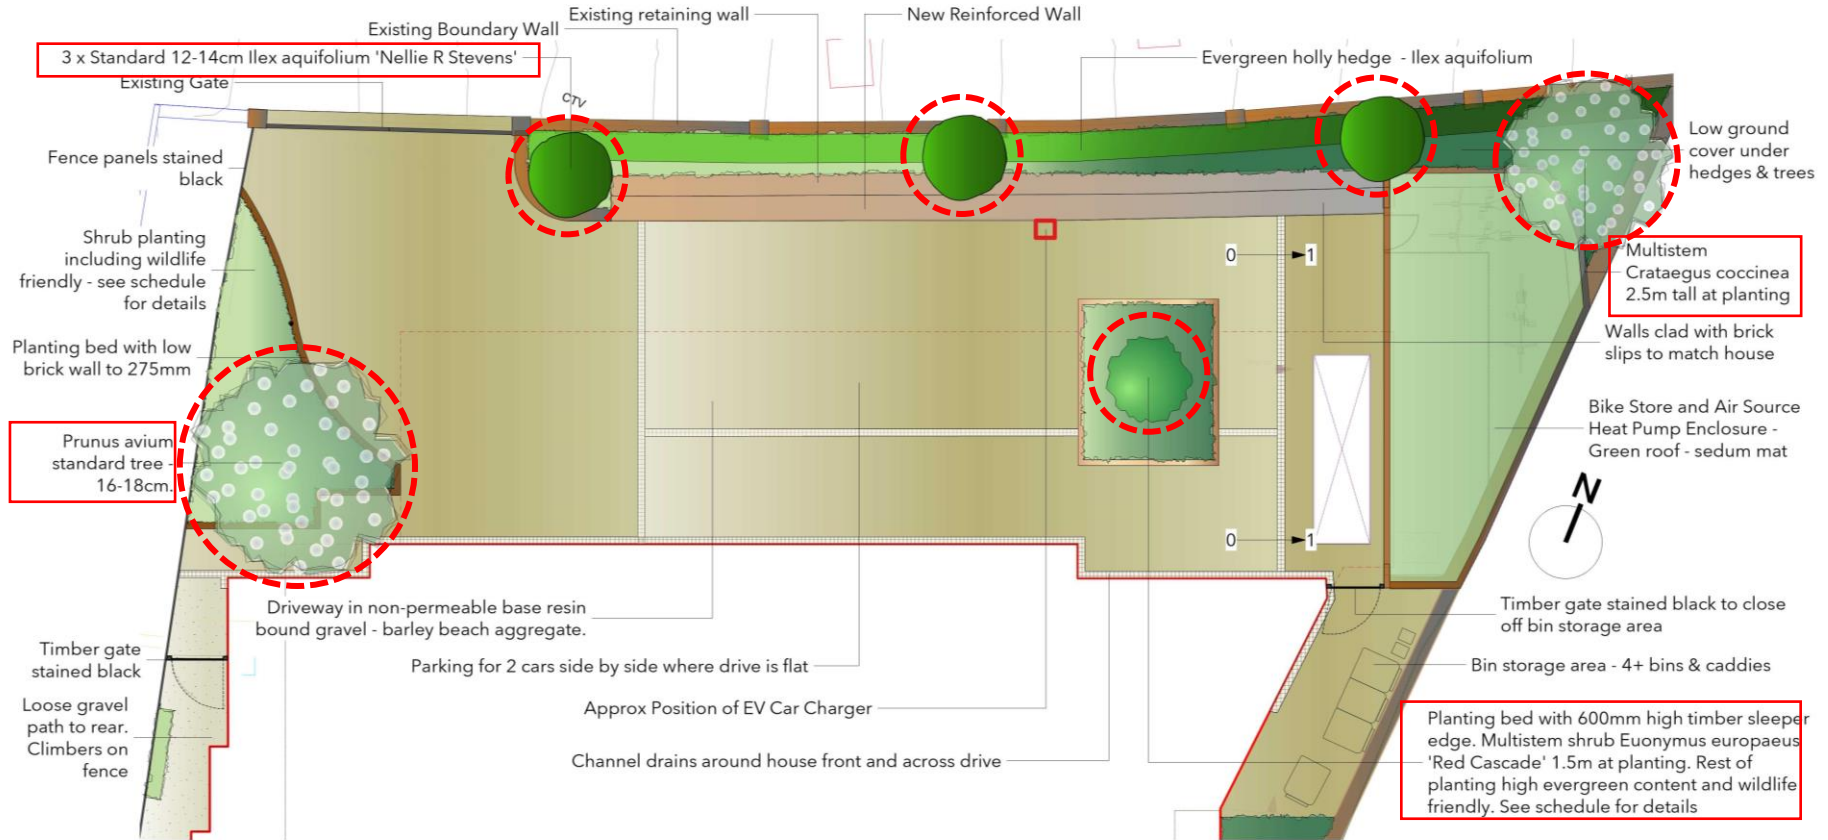 Existing retaining wall
New Reinforced Wall
Existing Boundary Wall
3 x Standard 12-14cm Ilex aquifolium 'Nellie R Stevens'
Evergreen holly hedge - Ilex aquifolium
Existing Gate
CTV
Fence panels stained
black
Low ground
cover under
hedges & trees
Shrub planting
including wildlife
friendly - see schedule
for details
0
1
Multistem
Crataegus coccinea
2.5m tall at planting
Planting bed with low
brick wall to 275mm
Walls clad with brick
slips to match house
Prunus avium
standard tree -
16-18cm.
Bike Store and Air Source
Heat Pump Enclosure -
Green roof - sedum mat
N
0
1
Driveway in non-permeable base resin
bound gravel - barley beach aggregate.
Timber gate stained black to close
off bin storage area
Timber gate
stained black
Parking for 2 cars side by side where drive is flat
Bin storage area - 4+ bins & caddies
Loose gravel
path to rear.
Climbers on
fence
Approx Position of EV Car Charger
Channel drains around house front and across drive
Planting bed with 600mm high timber sleeper
edge. Multistem shrub Euonymus europaeus
'Red Cascade' 1.5m at planting. Rest of
planting high evergreen content and wildlife
friendly. See schedule for details